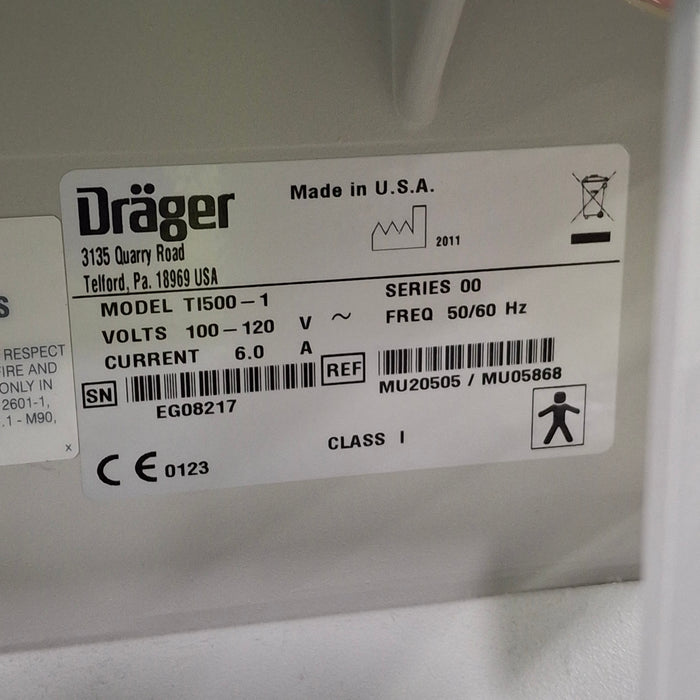 Dräger
3135 Quarry Road
Telford, Pa. 18969 USA
Made in U.S.A.
2011
MODEL TI500-1
SERIES 00
VOLTS 100-120 V ~
FREQ 50/60 Hz
CURRENT 6.0 A
SN
EG08217
REF
MU20505 / MU05868
CLASS I
CE 0123
S
RESPECT
IRE AND
ONLY IN
2601-1,
.1 - M90,
x